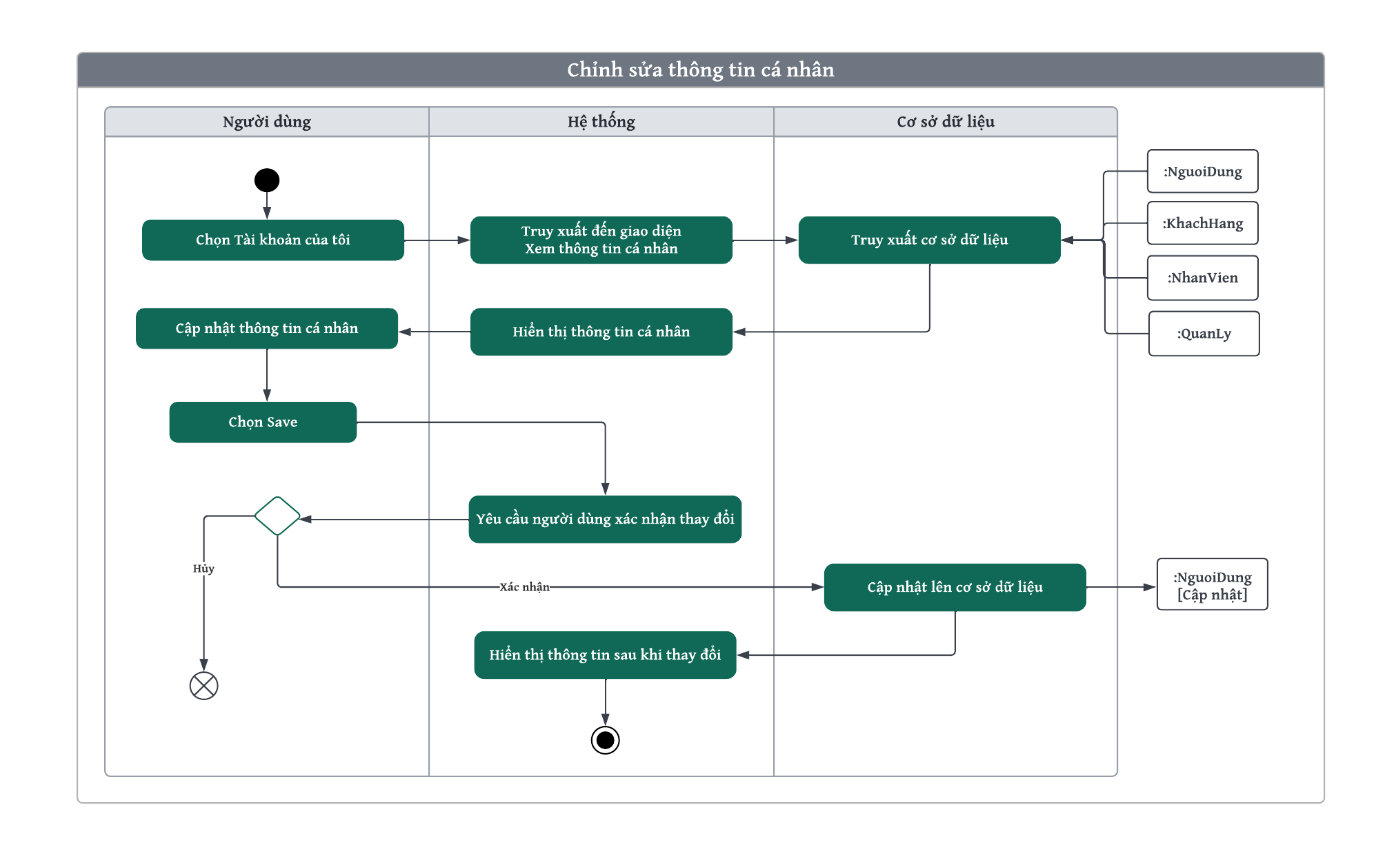 Chỉnh sửa thông tin cá nhân
Người dùng
Hệ thống
Cơ sở dữ liệu
:NguoiDung
Chọn Tài khoản của tôi
Truy xuất đến giao diện
Xem thông tin cá nhân
Truy xuất cơ sở dữ liệu
:KhachHang
:NhanVien
Cập nhật thông tin cá nhân
Hiển thị thông tin cá nhân
:QuanLy
Chọn Save
Yêu cầu người dùng xác nhận thay đổi
Hủy
Xác nhận
Cập nhật lên cơ sở dữ liệu
:NguoiDung
[Cập nhật]
Hiển thị thông tin sau khi thay đổi